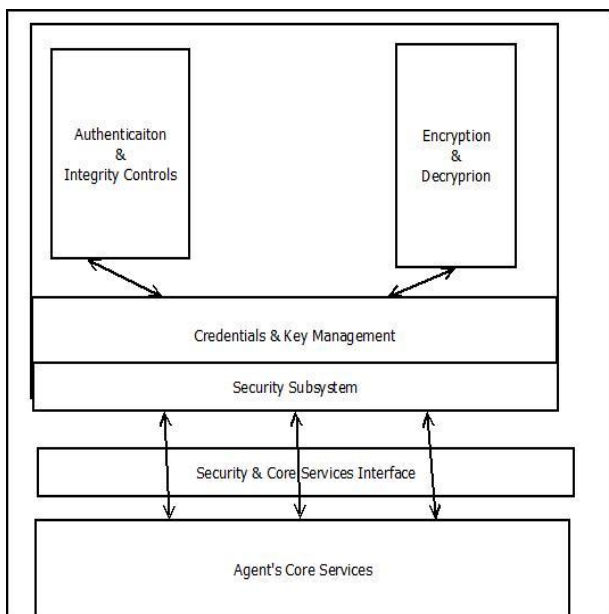 Authenticaiton
&
Integrity Controls
Encryption
&
Decryprion
Credentials & Key Management
Security Subsystem
Security & Core Services Interface
Agent's Core Services